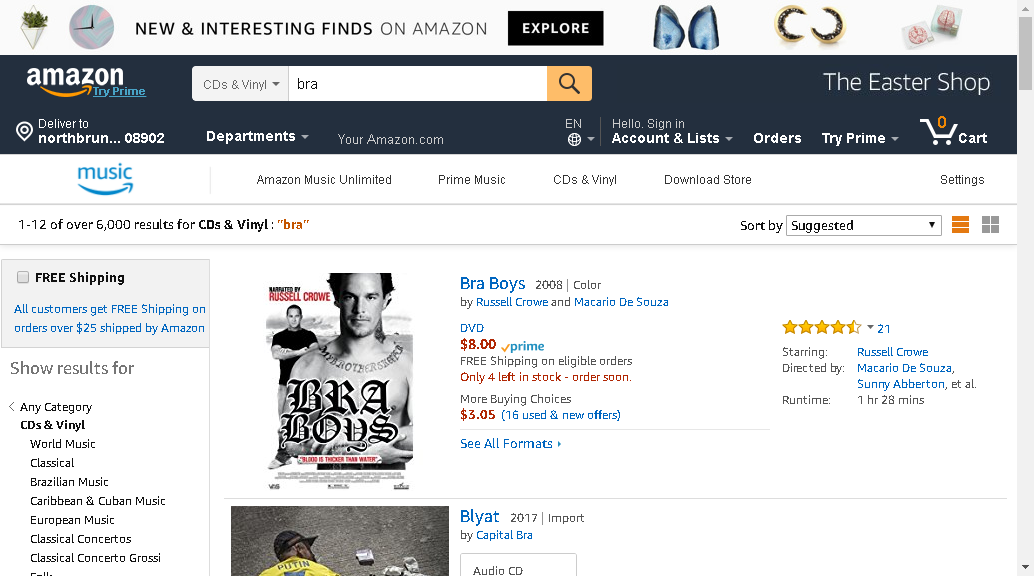 NEW & INTERESTING FINDS ON AMAZON EXPLORE
amazon
Try Prime
CDs & Vinyl bra
The Easter Shop
Deliver to
northbrun... 08902
Departments
Your Amazon.com
EN
Hello. Sign in
Account & Lists
Orders
Try Prime
0
Cart
music
Amazon Music Unlimited
Prime Music
CDs & Vinyl
Download Store
Settings
1-12 of over 6,000 results for CDs & Vinyl : "bra"
Sort by Suggested
FREE Shipping
All customers get FREE Shipping on
orders over $25 shipped by Amazon
Show results for
Any Category
CDs & Vinyl
World Music
Classical
Brazilian Music
Caribbean & Cuban Music
European Music
Classical Concertos
Classical Concerto Grossi
NARRATED BY
RUSSELL CROWE
BROTHERSHOOD
BRA
BOYS
"BLOOD IS THICKER THAN WATER"
Bra Boys 2008 | Color
by Russell Crowe and Macario De Souza
DVD
$8.00 prime
FREE Shipping on eligible orders
Only 4 left in stock - order soon.
More Buying Choices
$3.05 (16 used & new offers)
See All Formats
21
Starring: Russell Crowe
Directed by: Macario De Souza,
Sunny Abberton, et al.
Runtime: 1 hr 28 mins
PUTIN
Blyat 2017 | Import
by Capital Bra
Audio CD